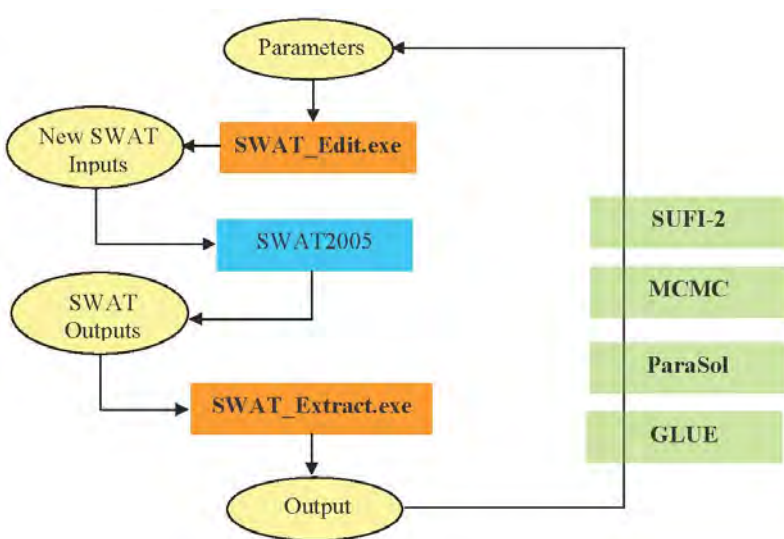 Parameters
New SWAT
Inputs
SWAT_Edit.exe
SWAT2005
SWAT
Outputs
SWAT_Extract.exe
Output
SUFI-2
MCMC
ParaSol
GLUE